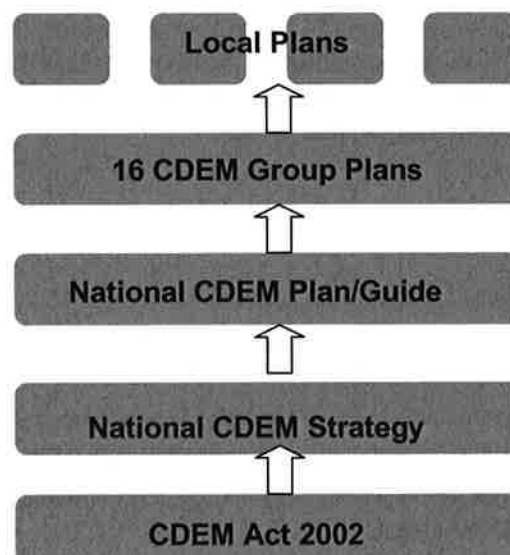 Local Plans
16 CDEM Group Plans
National CDEM Plan/Guide
National CDEM Strategy
CDEM Act 2002